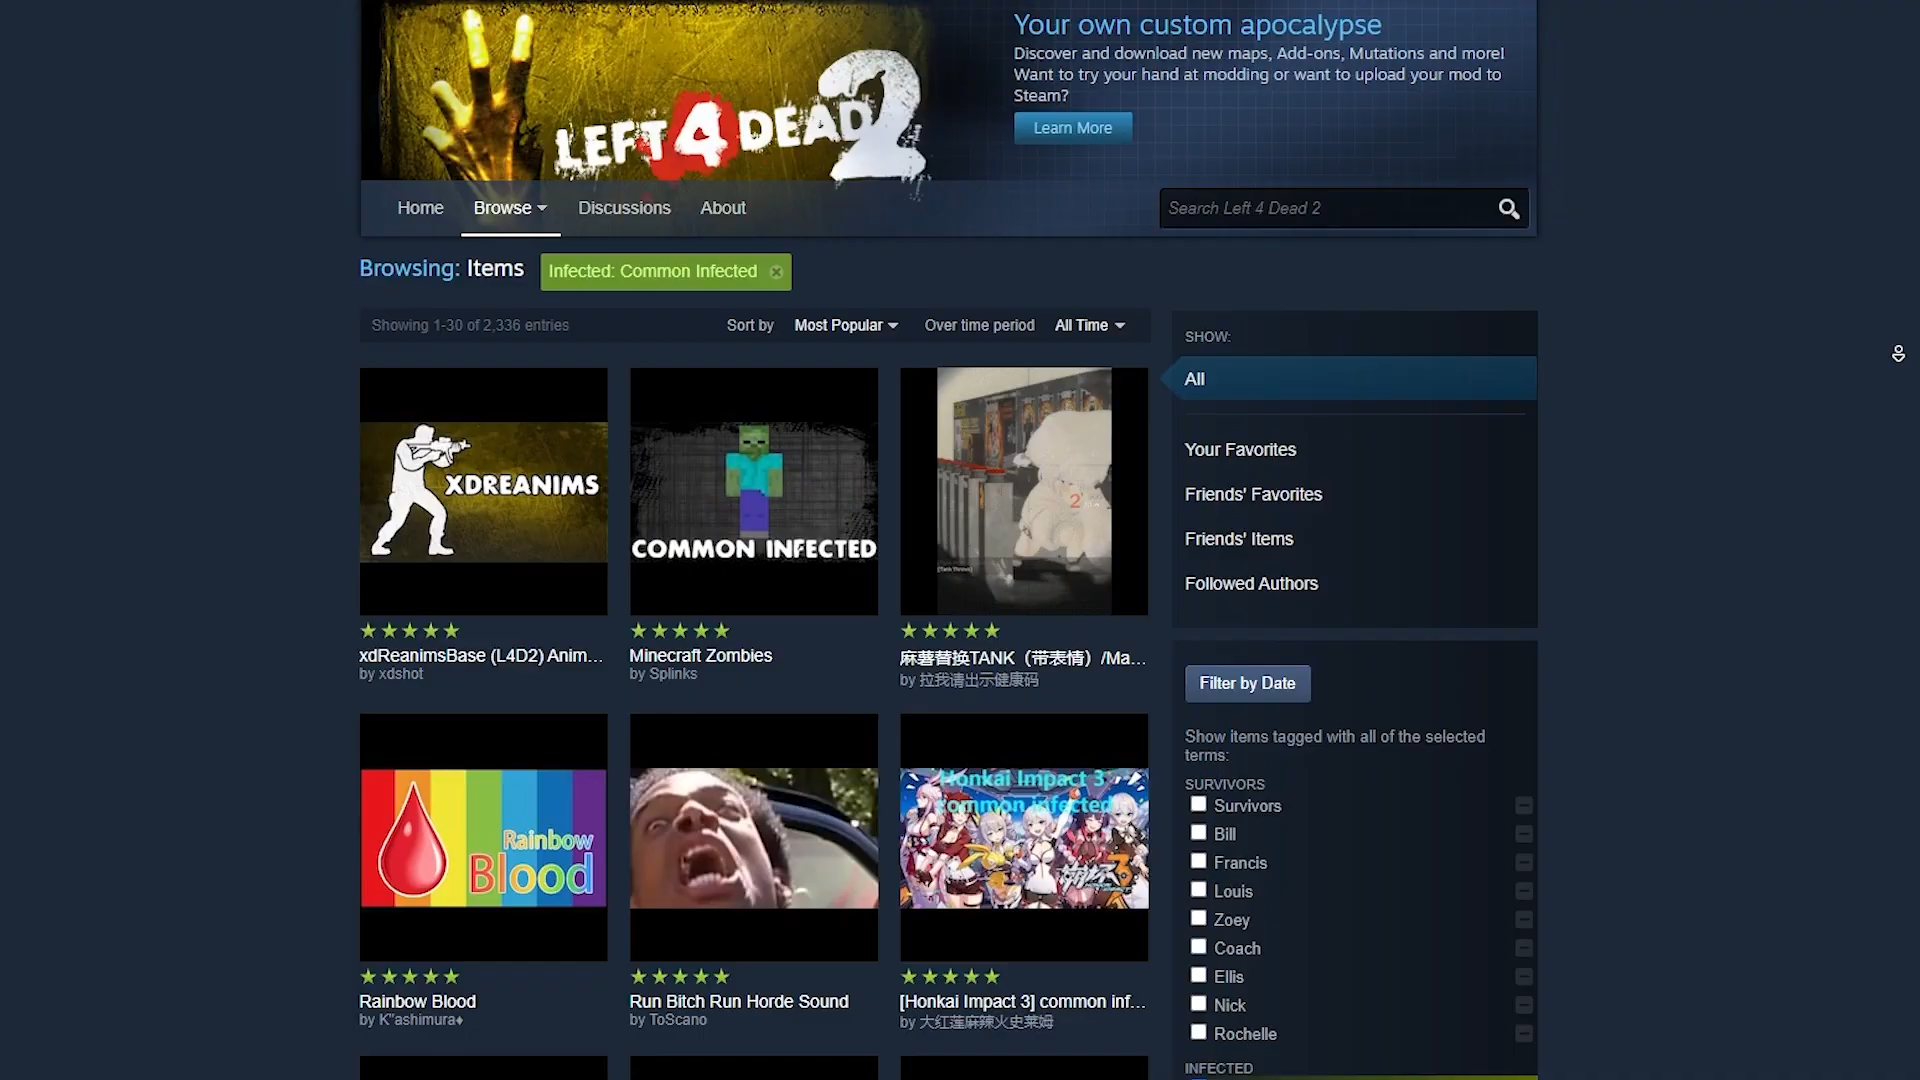 LEFT 4 DEAD 2
Your own custom apocalypse
Discover and download new maps, Add-ons, Mutations and more!
Want to try your hand at modding or want to upload your mod to
Steam?
Learn More
Home
Browse
Discussions
About
Search Left 4 Dead 2
Browsing: Items
Infected: Common Infected
Showing 1-30 of 2,336 entries
Sort by
Most Popular
Over time period
All Time
XDREANIMS
COMMON INFECTED
2
xdReanimsBase (L4D2) Anim...
by xdshot
Minecraft Zombies
by Splinks
麻薯替换TANK（带表情）/Ma...
by 拉我请出示健康码
Rainbow
Blood
Honkai Impact 3
common infected
Rainbow Blood
by K"ashimura♦
Run Bitch Run Horde Sound
by ToScano
[Honkai Impact 3] common inf...
by 大红莲麻辣火史莱姆
SHOW:
All
Your Favorites
Friends' Favorites
Friends' Items
Followed Authors
Filter by Date
Show items tagged with all of the selected
terms:
SURVIVORS
Survivors
Bill
Francis
Louis
Zoey
Coach
Ellis
Nick
Rochelle
INFECTED